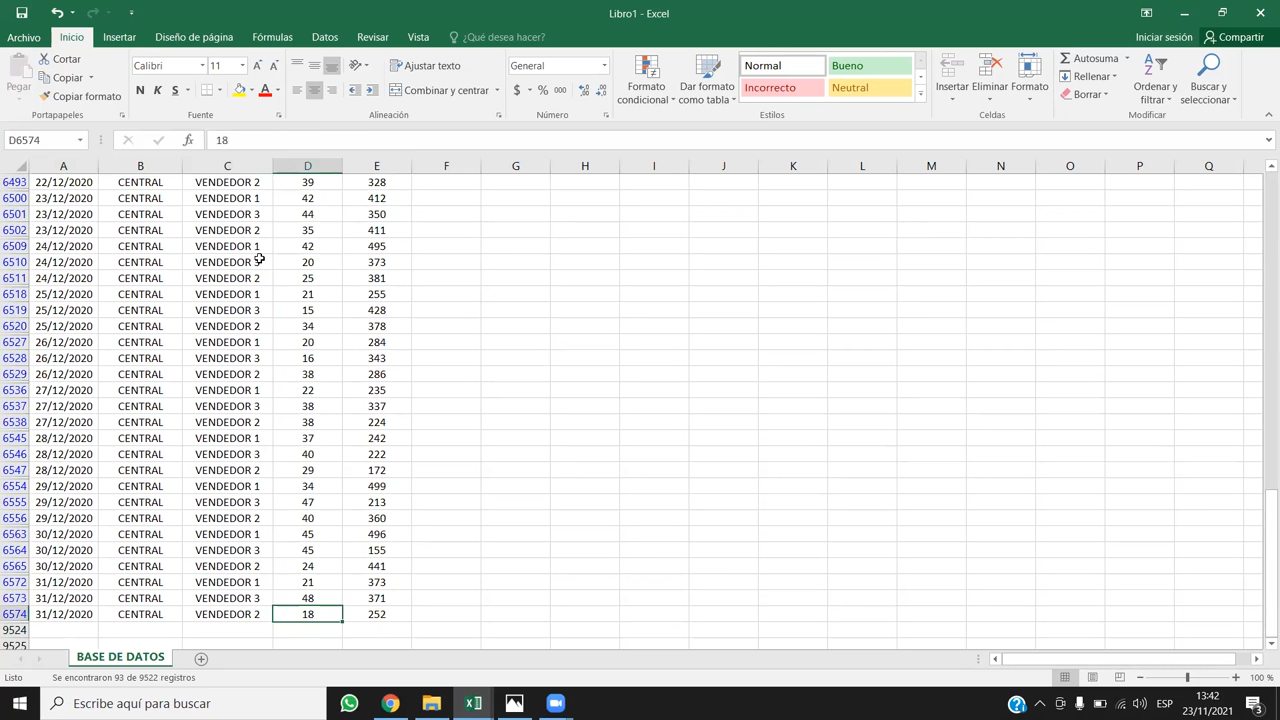 Libro1 - Excel
Archivo Inicio Insertar Diseño de página Fórmulas Datos Revisar Vista ¿Qué desea hacer? Iniciar sesión Compartir
Pegar Cortar Copiar Copiar formato
Calibri 11
N K S
Ajustar texto
Combinar y centrar
General
$ % 000
Formato condicional Dar formato como tabla
Normal Bueno
Incorrecto Neutral
Insertar Eliminar Formato
Autosuma
Rellenar
Borrar
Ordenar y filtrar Buscar y seleccionar
Portapapeles Fuente Alineación Número Estilos Celdas Modificar
D6574 fx 18
A B C D E F G H I J K L M N O P Q
6493 22/12/2020 CENTRAL VENDEDOR 2 39 328
6500 23/12/2020 CENTRAL VENDEDOR 1 42 412
6501 23/12/2020 CENTRAL VENDEDOR 3 44 350
6502 23/12/2020 CENTRAL VENDEDOR 2 35 411
6509 24/12/2020 CENTRAL VENDEDOR 1 42 495
6510 24/12/2020 CENTRAL VENDEDOR 20 373
6511 24/12/2020 CENTRAL VENDEDOR 2 25 381
6518 25/12/2020 CENTRAL VENDEDOR 1 21 255
6519 25/12/2020 CENTRAL VENDEDOR 3 15 428
6520 25/12/2020 CENTRAL VENDEDOR 2 34 378
6527 26/12/2020 CENTRAL VENDEDOR 1 20 284
6528 26/12/2020 CENTRAL VENDEDOR 3 16 343
6529 26/12/2020 CENTRAL VENDEDOR 2 38 286
6536 27/12/2020 CENTRAL VENDEDOR 1 22 235
6537 27/12/2020 CENTRAL VENDEDOR 3 38 337
6538 27/12/2020 CENTRAL VENDEDOR 2 38 224
6545 28/12/2020 CENTRAL VENDEDOR 1 37 242
6546 28/12/2020 CENTRAL VENDEDOR 3 40 222
6547 28/12/2020 CENTRAL VENDEDOR 2 29 172
6554 29/12/2020 CENTRAL VENDEDOR 1 34 499
6555 29/12/2020 CENTRAL VENDEDOR 3 47 213
6556 29/12/2020 CENTRAL VENDEDOR 2 40 360
6563 30/12/2020 CENTRAL VENDEDOR 1 45 496
6564 30/12/2020 CENTRAL VENDEDOR 3 45 155
6565 30/12/2020 CENTRAL VENDEDOR 2 24 441
6572 31/12/2020 CENTRAL VENDEDOR 1 21 373
6573 31/12/2020 CENTRAL VENDEDOR 3 48 371
6574 31/12/2020 CENTRAL VENDEDOR 2 18 252
9524
9525
BASE DE DATOS
Listo Se encontraron 93 de 9522 registros 100 %
Escribe aquí para buscar ESP 13:42
23/11/2021 3